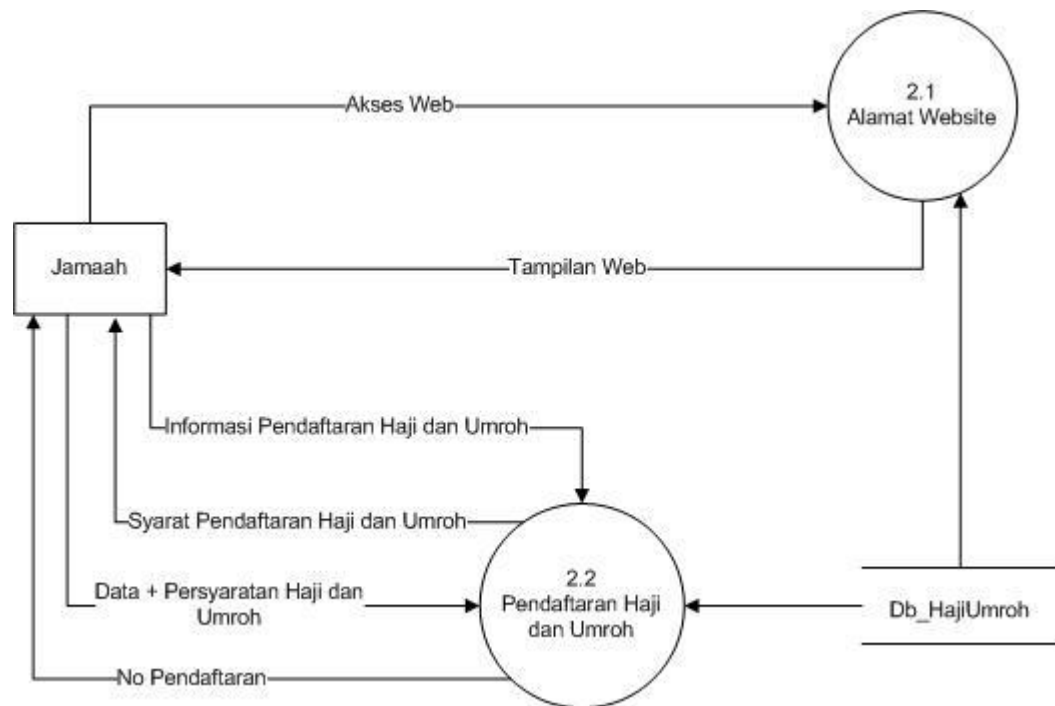 2.1
Alamat Website
Akses Web
Jamaah
Tampilan Web
Informasi Pendaftaran Haji dan Umroh
Syarat Pendaftaran Haji dan Umroh
Data + Persyaratan Haji dan
Umroh
2.2
Pendaftaran Haji
dan Umroh
Db_HajiUmroh
No Pendaftaran